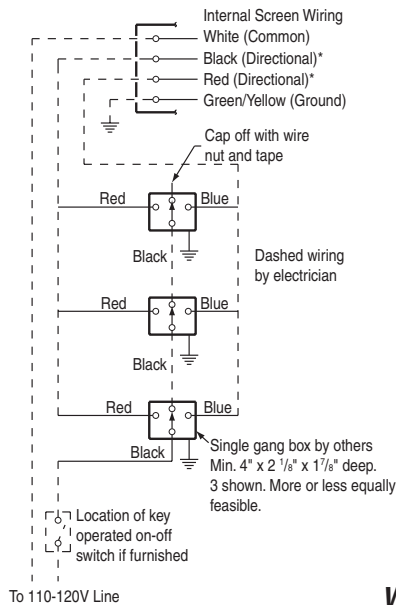 Internal Screen Wiring
White (Common)
Black (Directional)*
Red (Directional)*
Green/Yellow (Ground)
Cap off with wire
nut and tape
Red
Blue
Black
Dashed wiring
by electrician
Red
Blue
Black
Red
Blue
Black
Single gang box by others
Min. 4" x 2 1/8" x 1 7/8" deep.
3 shown. More or less equally
feasible.
Location of key
operated on-off
switch if furnished
To 110-120V Line